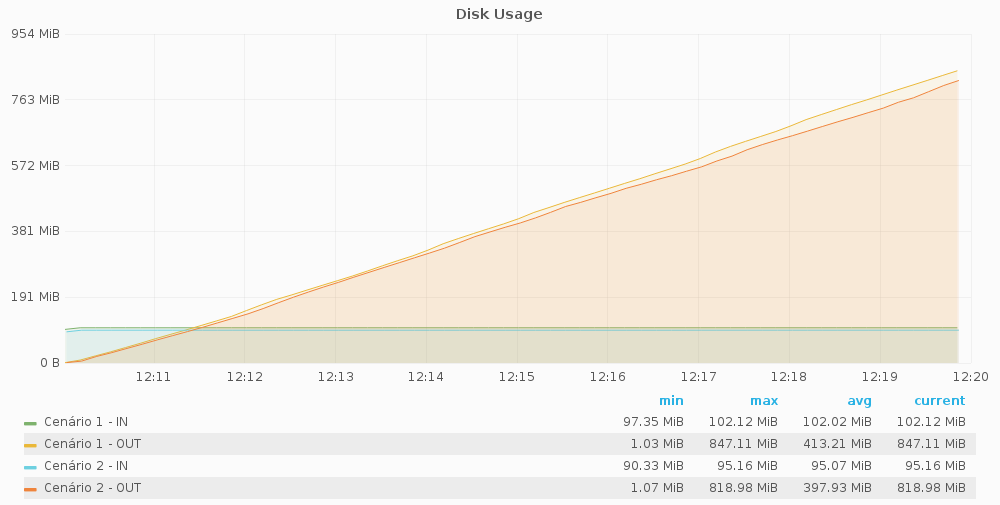 Disk Usage
954 MiB
763 MiB
572 MiB
381 MiB
191 MiB
0 B
12:11 12:12 12:13 12:14 12:15 12:16 12:17 12:18 12:19 12:20
min max avg current
Cenário 1 - IN 97.35 MiB 102.12 MiB 102.02 MiB 102.12 MiB
Cenário 1 - OUT 1.03 MiB 847.11 MiB 413.21 MiB 847.11 MiB
Cenário 2 - IN 90.33 MiB 95.16 MiB 95.07 MiB 95.16 MiB
Cenário 2 - OUT 1.07 MiB 818.98 MiB 397.93 MiB 818.98 MiB